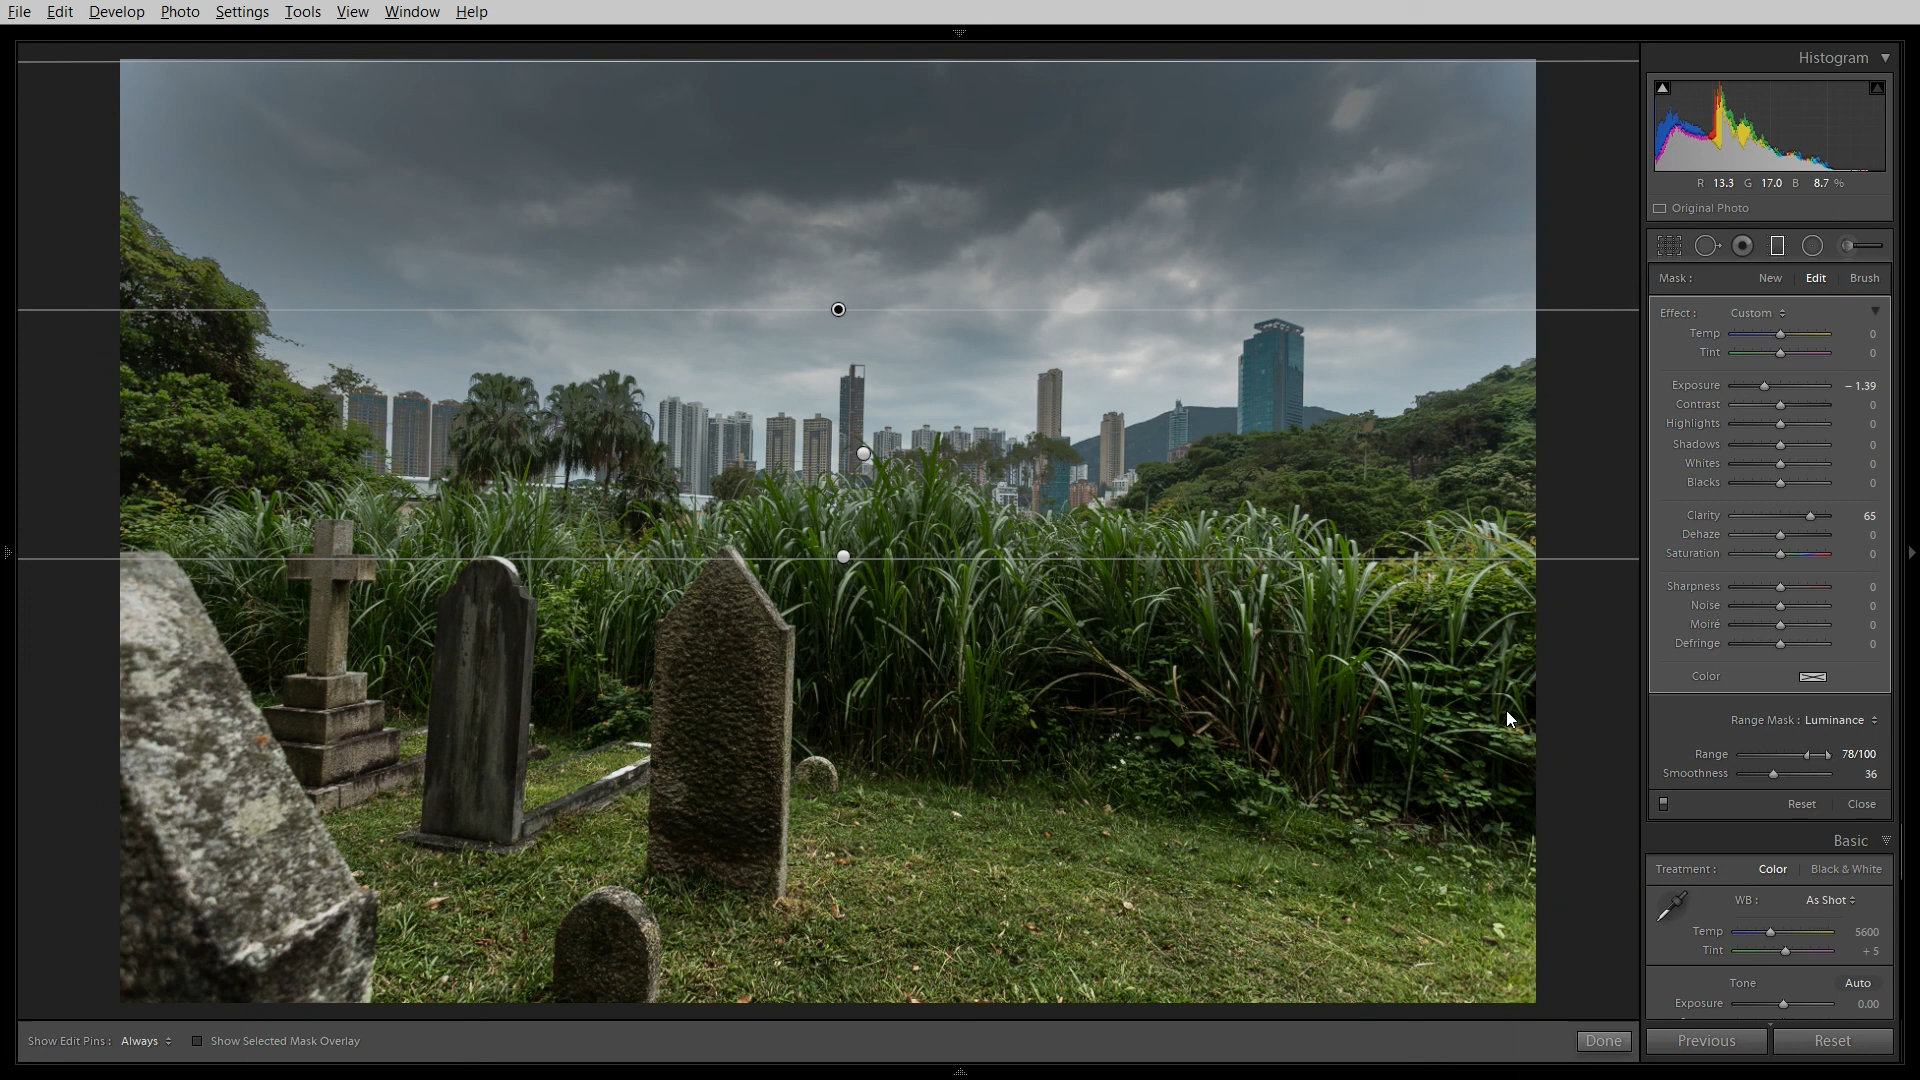 File Edit Develop Photo Settings Tools View Window Help
Histogram
R 13.3 G 17.0 B 8.7 %
Original Photo
Mask : New Edit Brush
Effect : Custom
Temp 0
Tint 0
Exposure – 1.39
Contrast 0
Highlights 0
Shadows 0
Whites 0
Blacks 0
Clarity 65
Dehaze 0
Saturation 0
Sharpness 0
Noise 0
Moiré 0
Defringe 0
Color
Range Mask : Luminance
Range 78/100
Smoothness 36
Reset Close
Basic
Treatment : Color Black & White
WB : As Shot
Temp 5600
Tint + 5
Tone Auto
Exposure 0.00
Show Edit Pins : Always Show Selected Mask Overlay Done Previous Reset